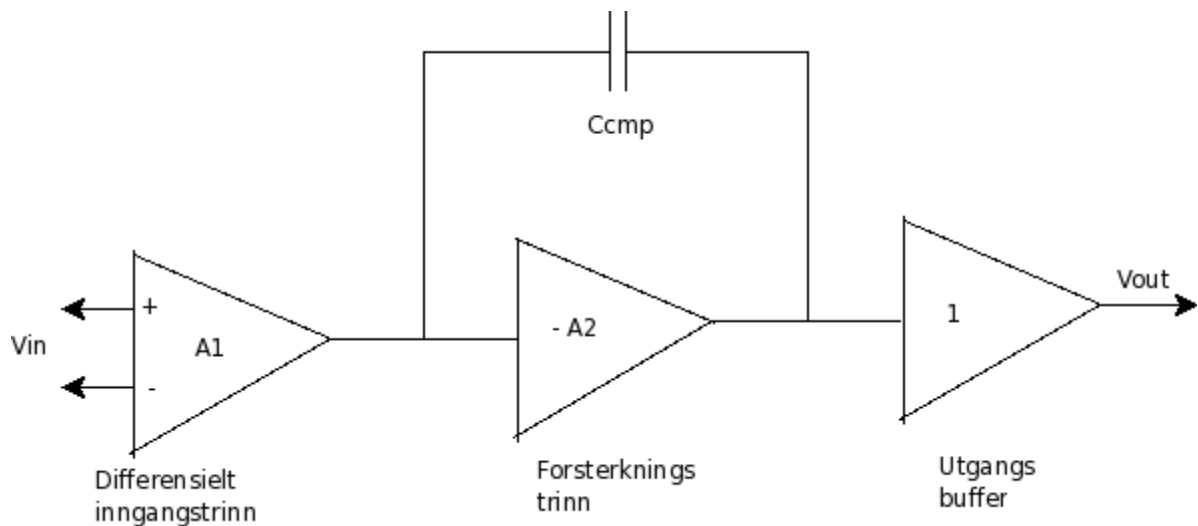 Ccmp
Vin
+
-
A1
- A2
1
Vout
Differensielt
inngangstrinn
Forsterknings
trinn
Utgangs
buffer